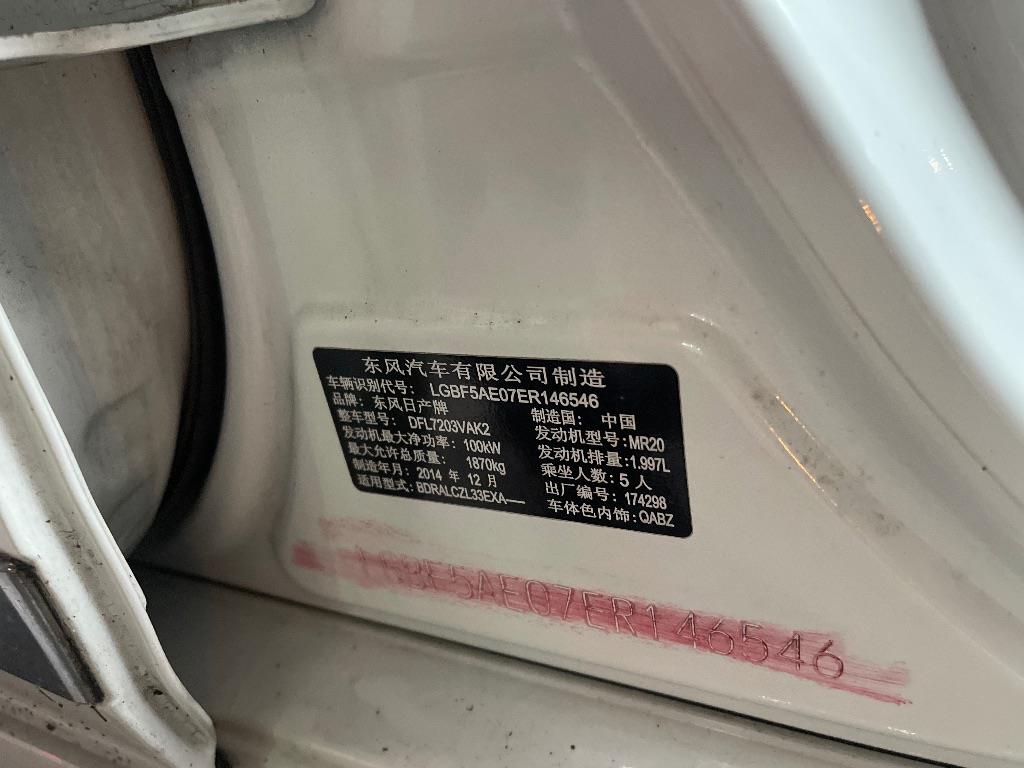 东风汽车有限公司制造
车辆识别代号: LGBF5AE07ER146546
品牌: 东风日产牌 制造国: 中国
整车型号: DFL7203VAK2 发动机型号:MR20
发动机最大净功率: 100kW 发动机排量:1.997L
最大允许总质量: 1870kg 乘坐人数:5 人
制造年月: 2014 年 12 月 出厂编号: 174298
适用型式:BDRALCZL33EXA— 车体色内饰:QABZ
LGBF5AE07ER146546